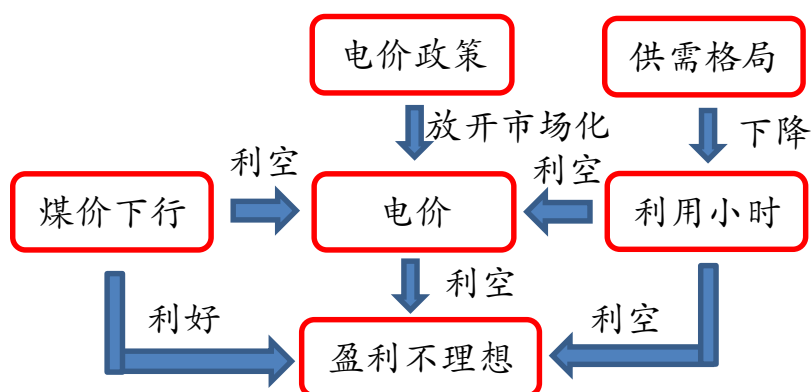 电价政策
供需格局
放开市场化
下降
利空
利空
煤价下行
电价
利用小时
利空
利好
利空
盈利不理想